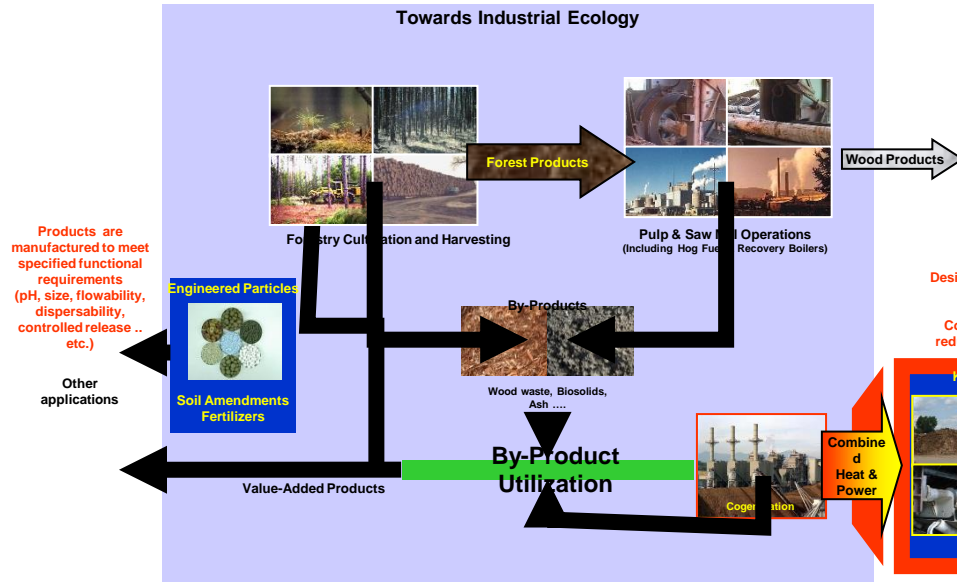 Towards Industrial Ecology
Forest Products
Wood Products
Forestry Cultivation and Harvesting
Pulp & Saw Mill Operations
(Including Hog Fuel Recovery Boilers)
Products are
manufactured to meet
specified functional
requirements
(pH, size, flowability,
dispersability,
controlled release ..
etc.)
Other
applications
Engineered Particles
Soil Amendments
Fertilizers
By-Products
Wood waste, Biosolids,
Ash ....
By-Product
Utilization
Value-Added Products
Cogeneration
Combine
d
Heat &
Power
Desi
Co
red